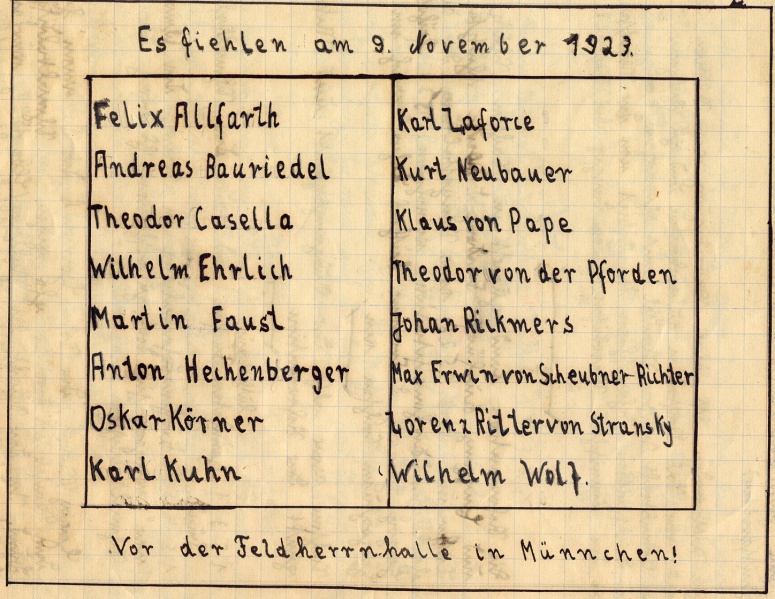 Es fiehlen am 9. November 1923.
Felix Allfarth
Andreas Bauriedel
Theodor Casella
Wilhelm Ehrlich
Martin Faust
Anton Hechenberger
Oskar Körner
Karl Kuhn
Karl Laforce
Kurt Neubauer
Klaus von Pape
Theodor von der Pforden
Johan Rickmers
Max Erwin von Scheubner Richter
Lorenz Ritter von Stransky
Wilhelm Wolf.
Vor der Feldherrnhalle in Münnchen!